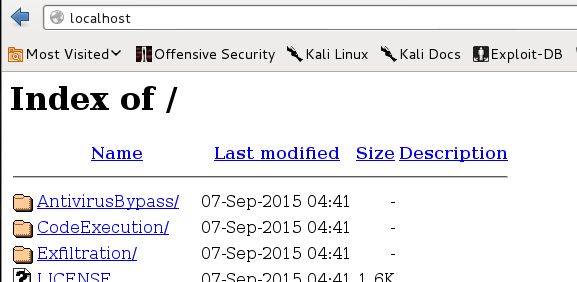 localhost
Most Visited Offensive Security Kali Linux Kali Docs Exploit-DB
Index of /
Name Last modified Size Description
AntivirusBypass/ 07-Sep-2015 04:41 -
CodeExecution/ 07-Sep-2015 04:41 -
Exfiltration/ 07-Sep-2015 04:41 -
LICENSE 07-Sep-2015 04:41 1.6K